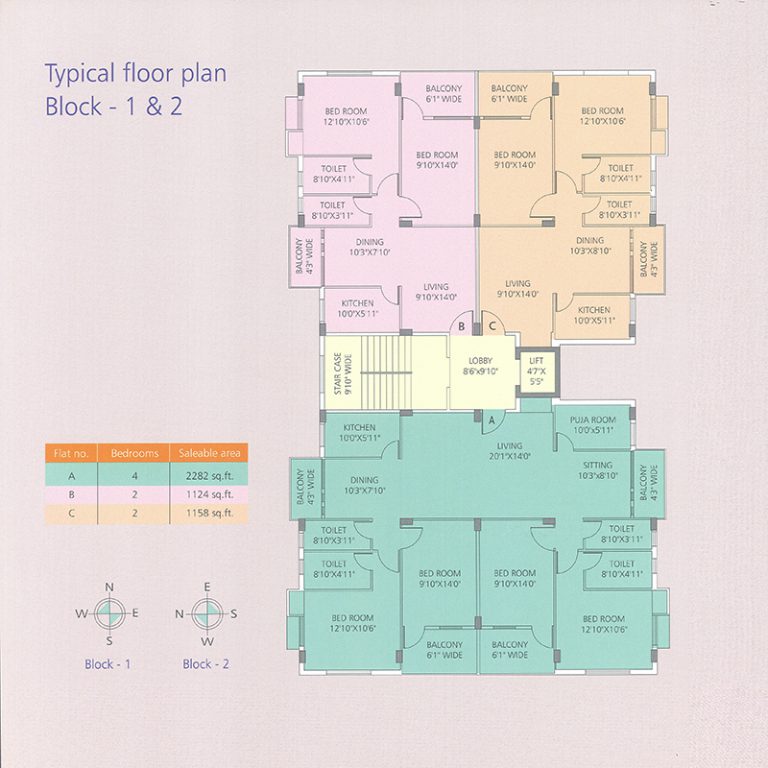 Typical floor plan
Block - 1 & 2
BALCONY
6'1" WIDE
BALCONY
6'1" WIDE
BED ROOM
12'10"X10'6"
BED ROOM
12'10"X10'6"
BED ROOM
9'10"X14'0"
BED ROOM
9'10"X14'0"
TOILET
8'10"X4'11"
TOILET
8'10"X4'11"
TOILET
8'10"X3'11"
TOILET
8'10"X3'11"
BALCONY
4'3" WIDE
DINING
10'3"X7'10"
DINING
10'3"X8'10"
BALCONY
4'3" WIDE
LIVING
9'10"X14'0"
LIVING
9'10"X14'0"
KITCHEN
10'0"X5'11"
KITCHEN
10'0"X5'11"
B
C
STAIR CASE
9'10" WIDE
LOBBY
8'6"x9'10"
LIFT
4'7"X
5'5"
A
KITCHEN
10'0"X5'11"
PUJA ROOM
10'0"x5'11"
LIVING
20'1"X14'0"
BALCONY
4'3" WIDE
DINING
10'3"X7'10"
SITTING
10'3"x8'10"
BALCONY
4'3" WIDE
TOILET
8'10"X3'11"
TOILET
8'10"X3'11"
TOILET
8'10"X4'11"
TOILET
8'10"X4'11"
BED ROOM
9'10"X14'0"
BED ROOM
9'10"X14'0"
BED ROOM
12'10"X10'6"
BED ROOM
12'10"X10'6"
BALCONY
6'1" WIDE
BALCONY
6'1" WIDE
Flat no. Bedrooms Saleable area
A 4 2282 sq.ft.
B 2 1124 sq.ft.
C 2 1158 sq.ft.
N
W E
S
Block - 1
E
N S
W
Block - 2